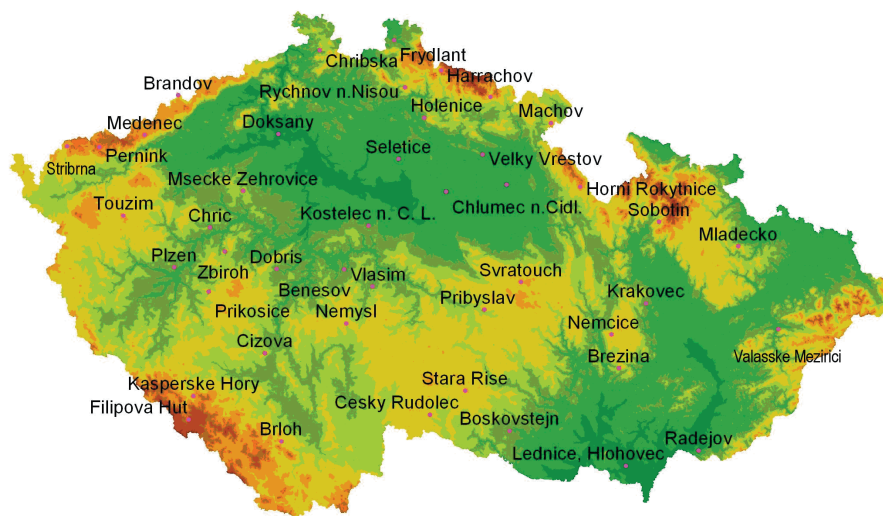 Chribska
Frydlant
Harrachov
Brandov
Rychnov n.Nisou
Holenice
Machov
Medenec
Doksany
Pernink
Seletice
Velky Vrestov
Stribrna
Msecke Zehrovice
Horni Rokytnice
Touzim
Chric
Kostelec n. C. L.
Chlumec n.Cidl.
Sobotin
Mladecko
Plzen
Zbiroh
Dobris
Vlasim
Svratouch
Benesov
Pribyslav
Krakovec
Prikosice
Nemysl
Nemcice
Cizova
Brezina
Valasske Mezirici
Kasperske Hory
Stara Rise
Filipova Hut
Cesky Rudolec
Boskovstejn
Brloh
Radejov
Lednice, Hlohovec